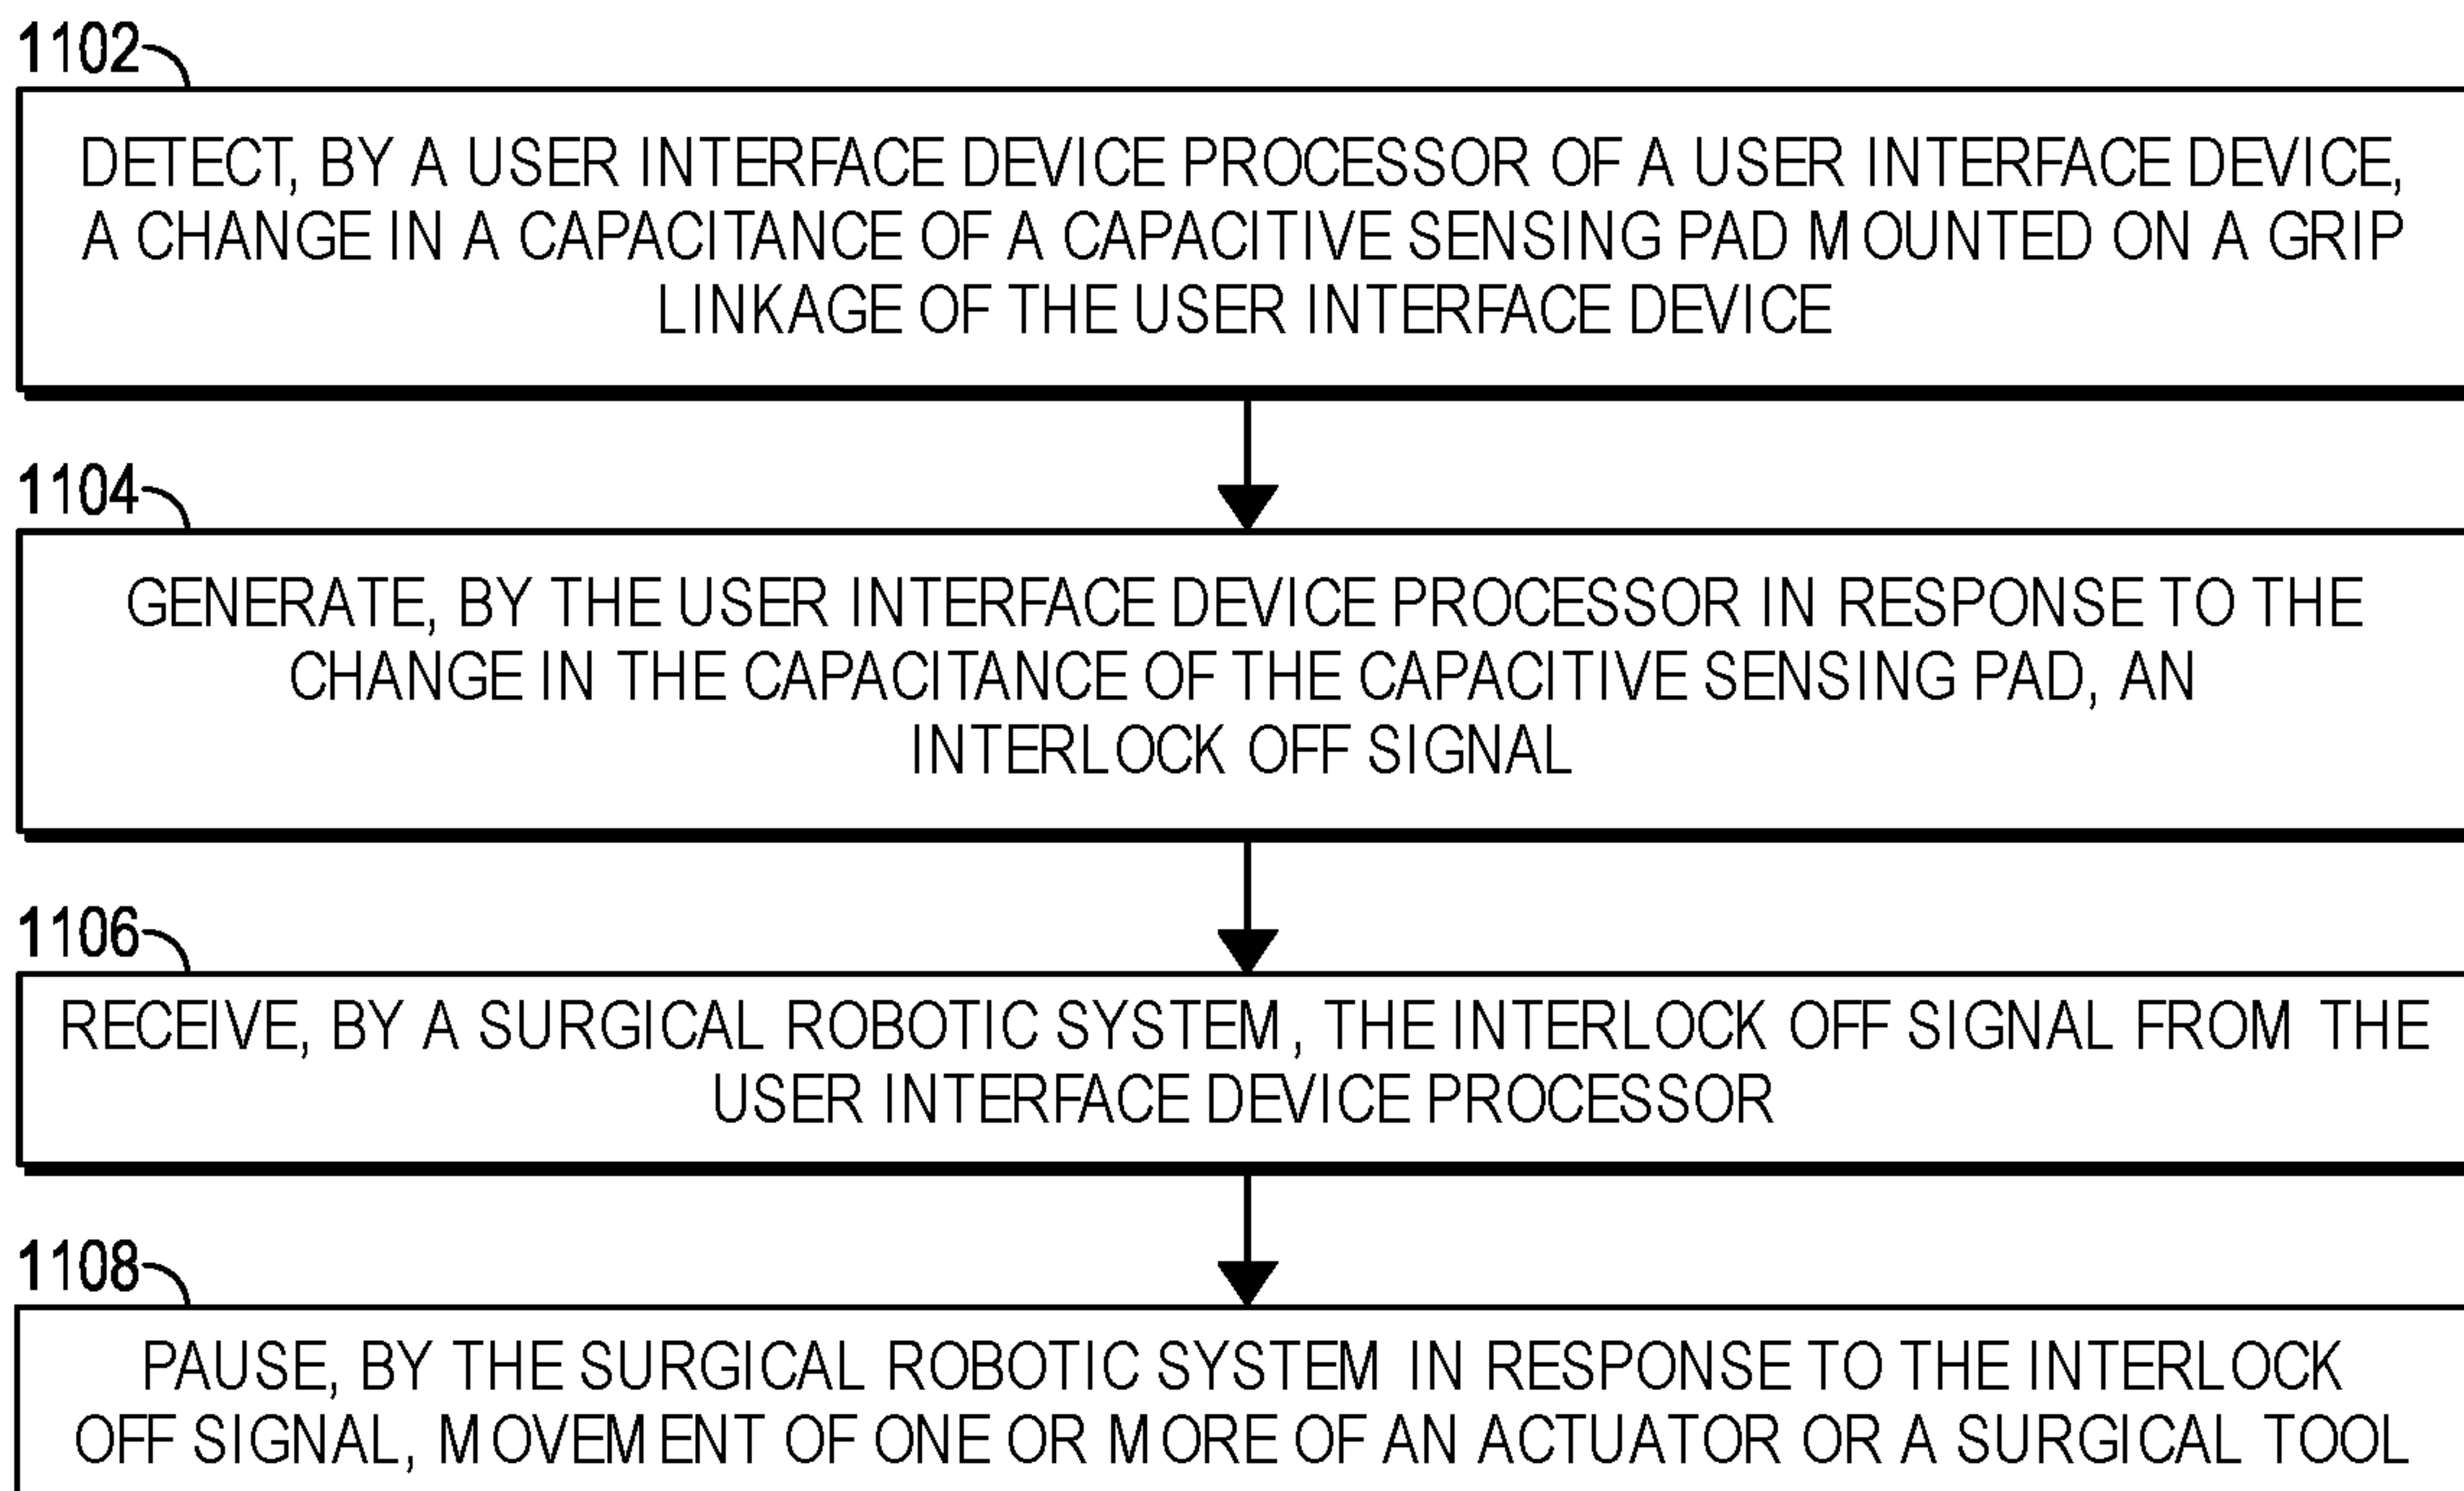 1102
DETECT, BY A USER INTERFACE DEVICE PROCESSOR OF A USER INTERFACE DEVICE,
A CHANGE IN A CAPACITANCE OF A CAPACITIVE SENSING PAD MOUNTED ON A GRIP
LINKAGE OF THE USER INTERFACE DEVICE
1104
GENERATE, BY THE USER INTERFACE DEVICE PROCESSOR IN RESPONSE TO THE
CHANGE IN THE CAPACITANCE OF THE CAPACITIVE SENSING PAD, AN
INTERLOCK OFF SIGNAL
1106
RECEIVE, BY A SURGICAL ROBOTIC SYSTEM, THE INTERLOCK OFF SIGNAL FROM THE
USER INTERFACE DEVICE PROCESSOR
1108
PAUSE, BY THE SURGICAL ROBOTIC SYSTEM IN RESPONSE TO THE INTERLOCK
OFF SIGNAL, MOVEMENT OF ONE OR MORE OF AN ACTUATOR OR A SURGICAL TOOL